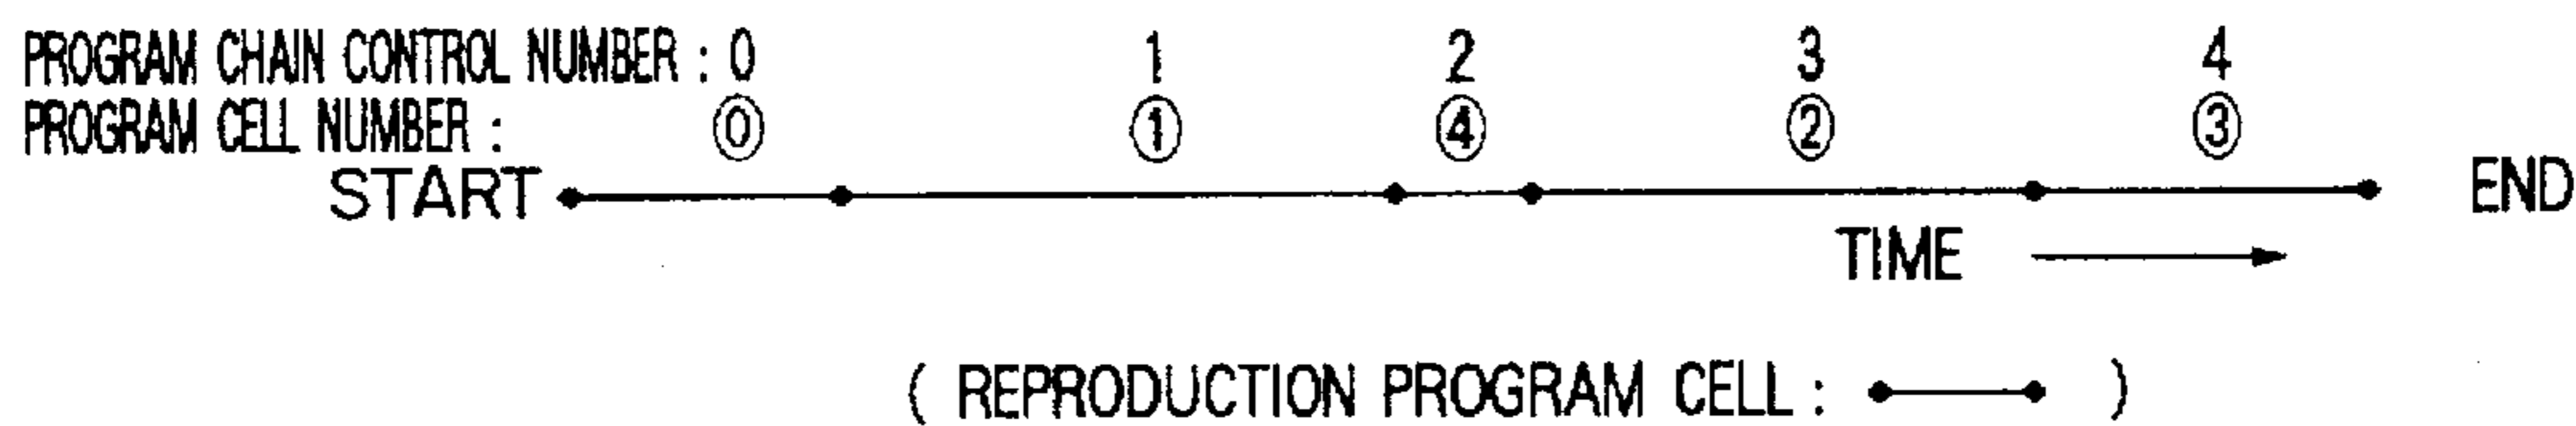 PROGRAM CHAIN CONTROL NUMBER : 0 1 2 3 4
PROGRAM CELL NUMBER : ⓪ ① ④ ② ③
START END
TIME
( REPRODUCTION PROGRAM CELL : )